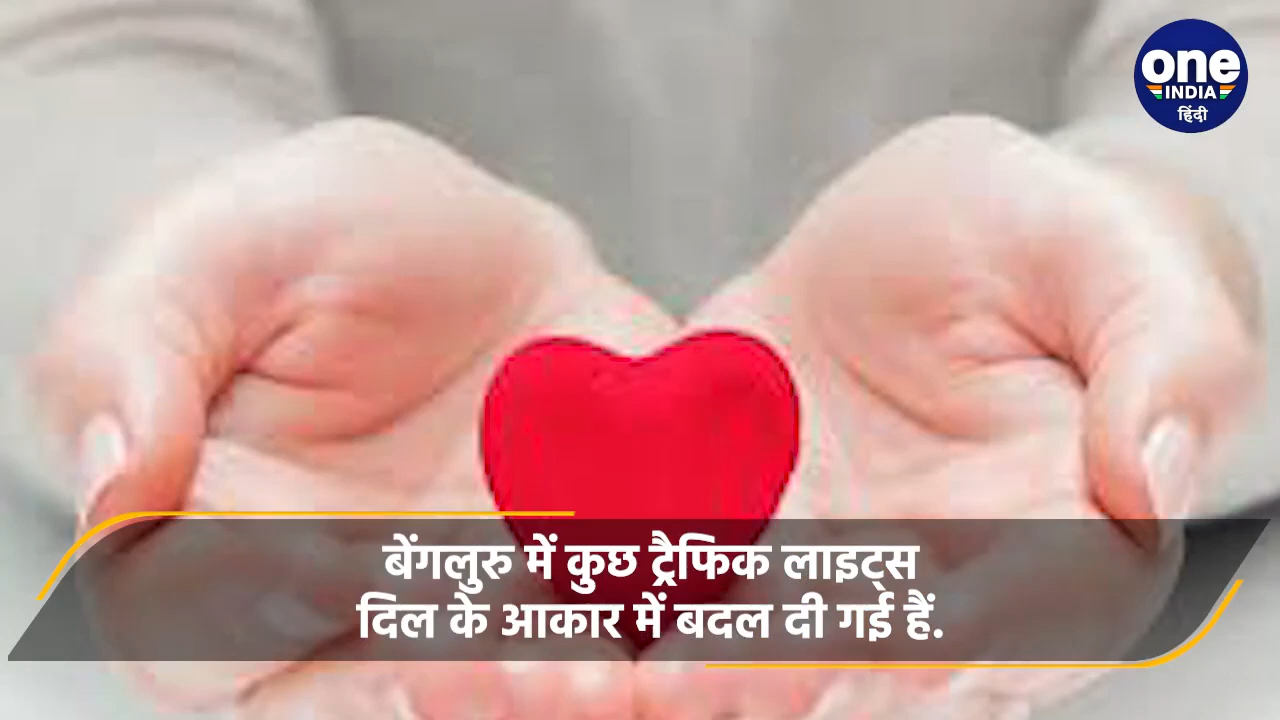 one
INDIA
हिंदी
बेंगलुरु में कुछ ट्रैफिक लाइट्स
दिल के आकार में बदल दी गई हैं.